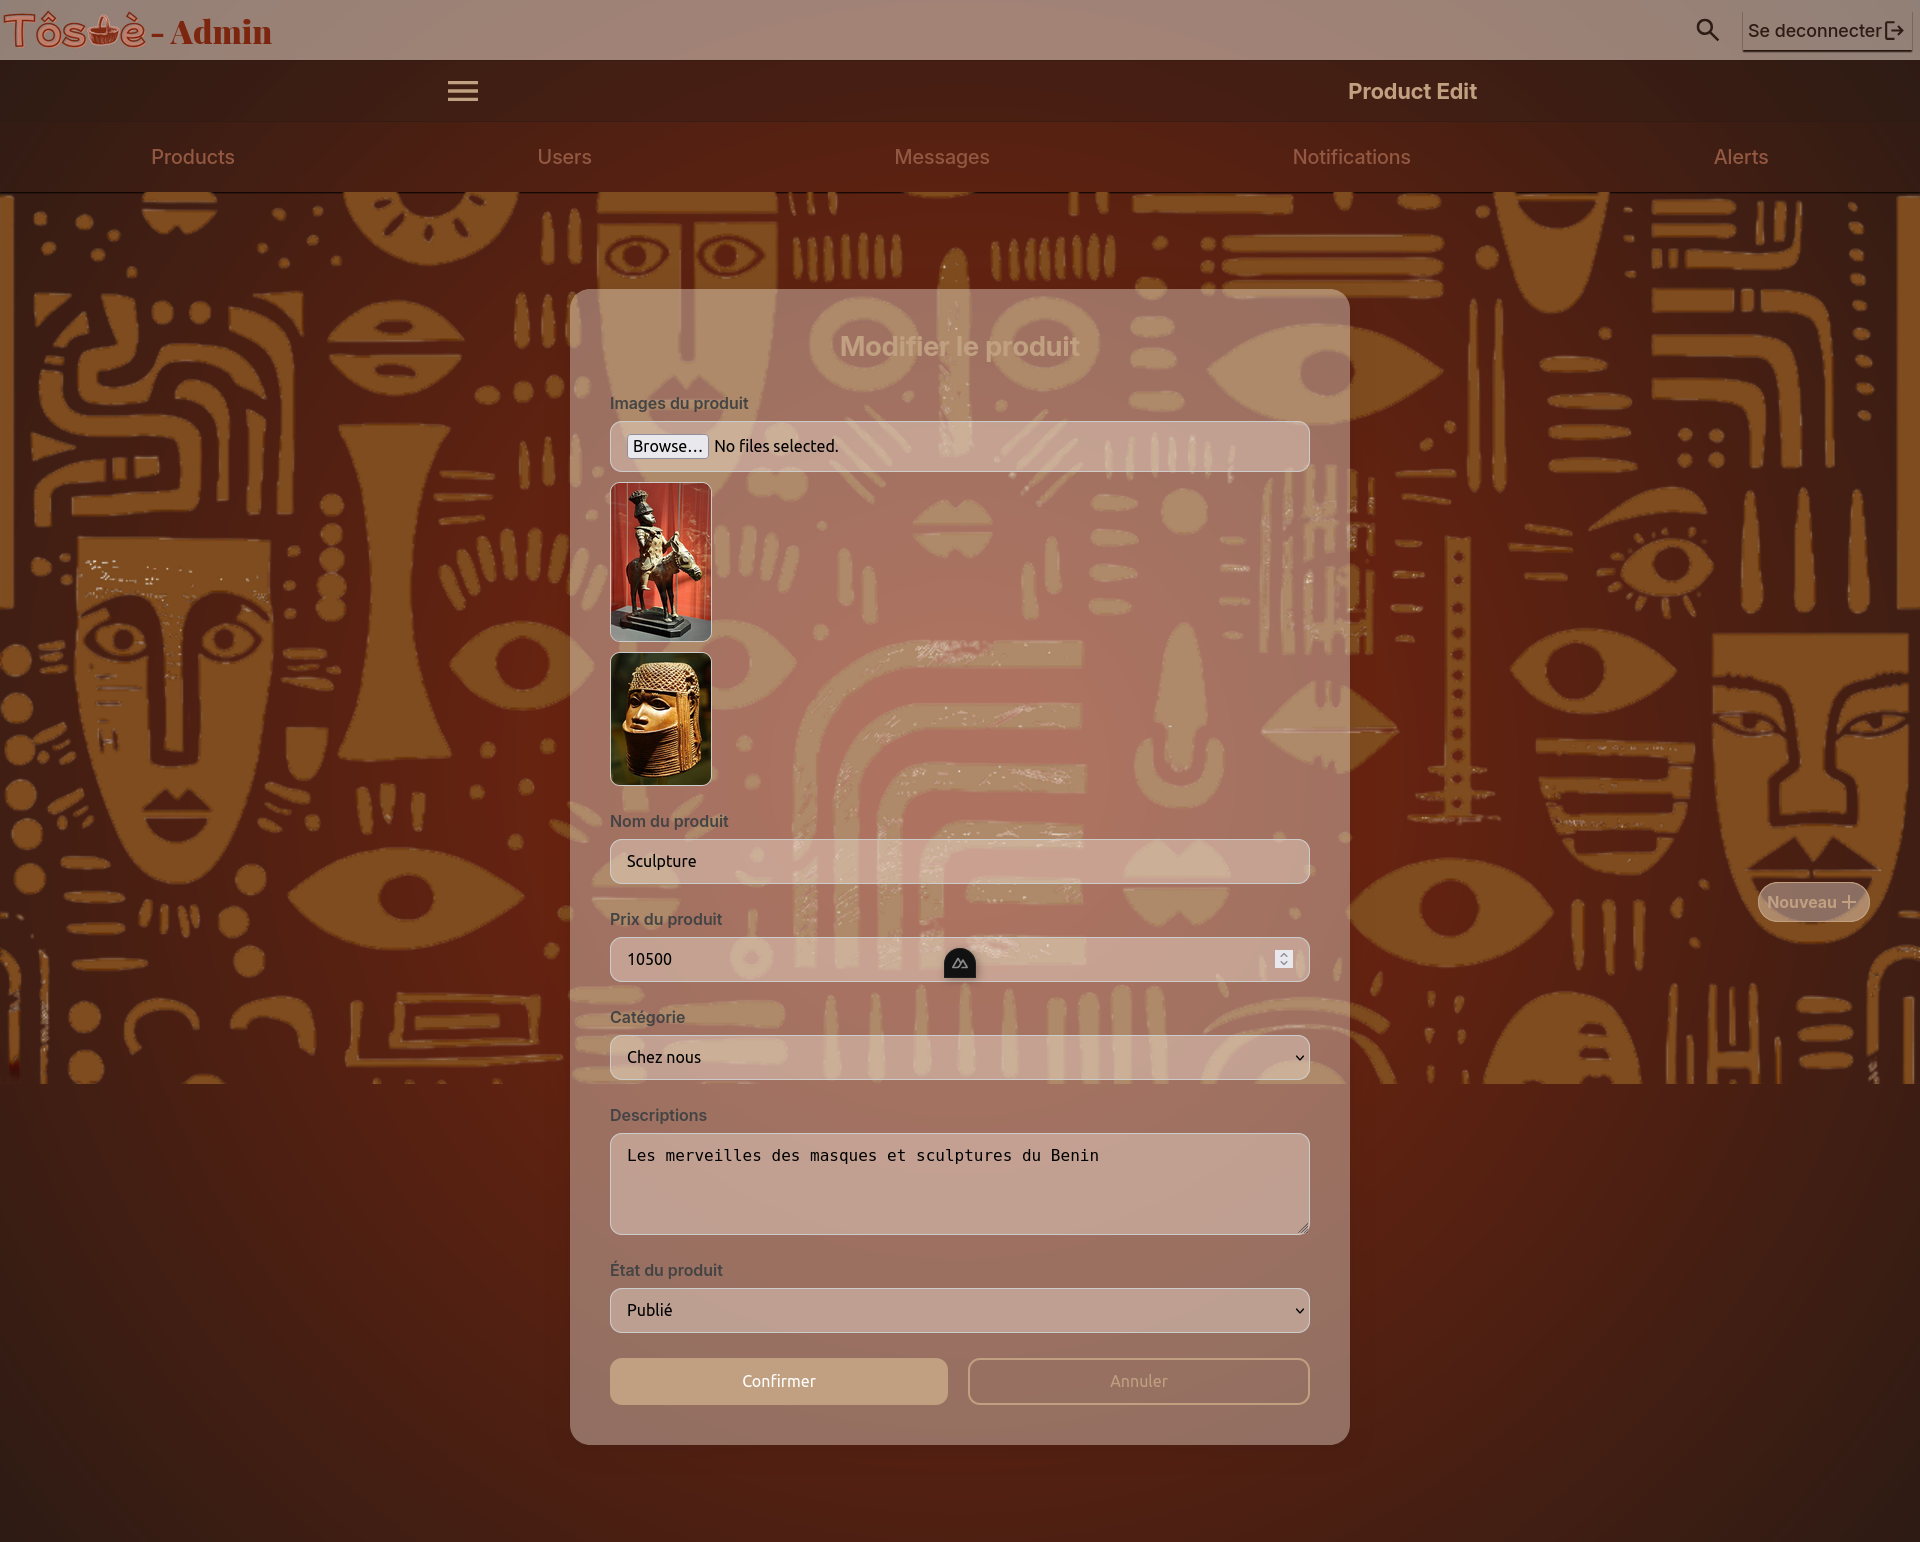 Tôs è - Admin
Se deconnecter
Product Edit
Products Users Messages Notifications Alerts
Modifier le produit
Images du produit
Browse... No files selected.
Nom du produit
Sculpture
Prix du produit
10500
Nouveau +
Catégorie
Chez nous
Descriptions
Les merveilles des masques et sculptures du Benin
État du produit
Publié
Confirmer Annuler